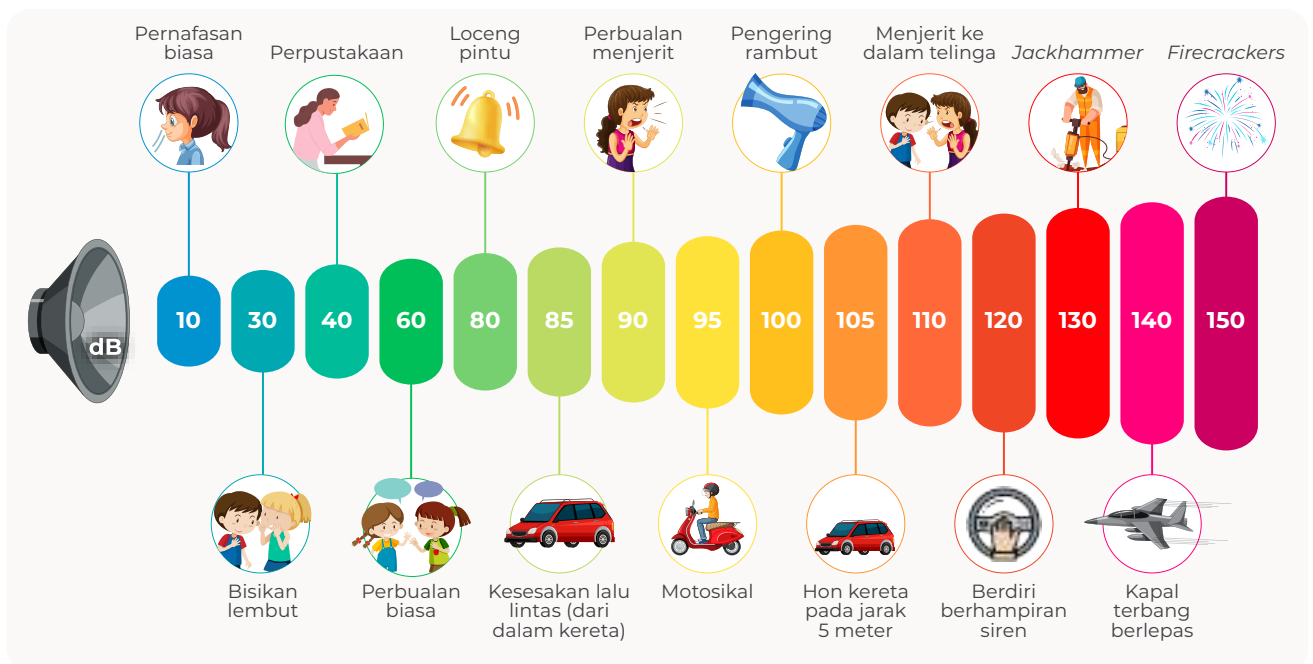 Pernafasan
biasa
Perpustakaan
Loceng
pintu
Perbualan
menjerit
Pengering
rambut
Menjerit ke
dalam telinga
Jackhammer
Firecrackers
dB
10
30
40
60
80
85
90
95
100
105
110
120
130
140
150
Bisikan
lembut
Perbualan
biasa
Kesesakan lalu
lintas (dari
dalam kereta)
Motosikal
Hon kereta
pada jarak
5 meter
Berdiri
berhampiran
siren
Kapal
terbang
berlepas